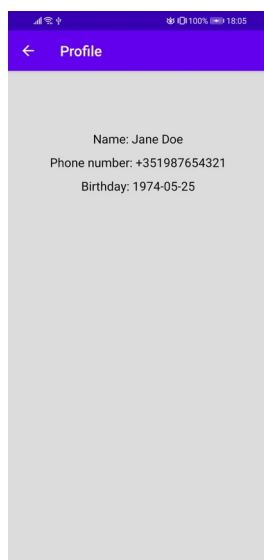 100% 18:05
Profile
Name: Jane Doe
Phone number: +351987654321
Birthday: 1974-05-25